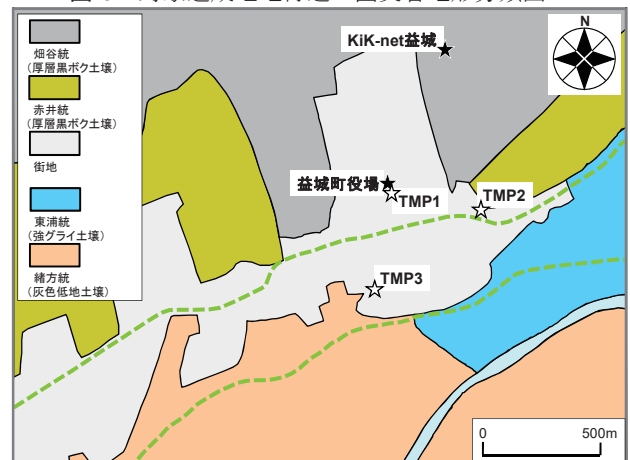 畑谷統
(厚層黒ボク土壌)
赤井統
(厚層黒ボク土壌)
街地
東浦統
(強グライ土壌)
緒方統
(灰色低地土壌)
KiK-net益城
N
益城町役場
TMP1
TMP2
TMP3
0
500m